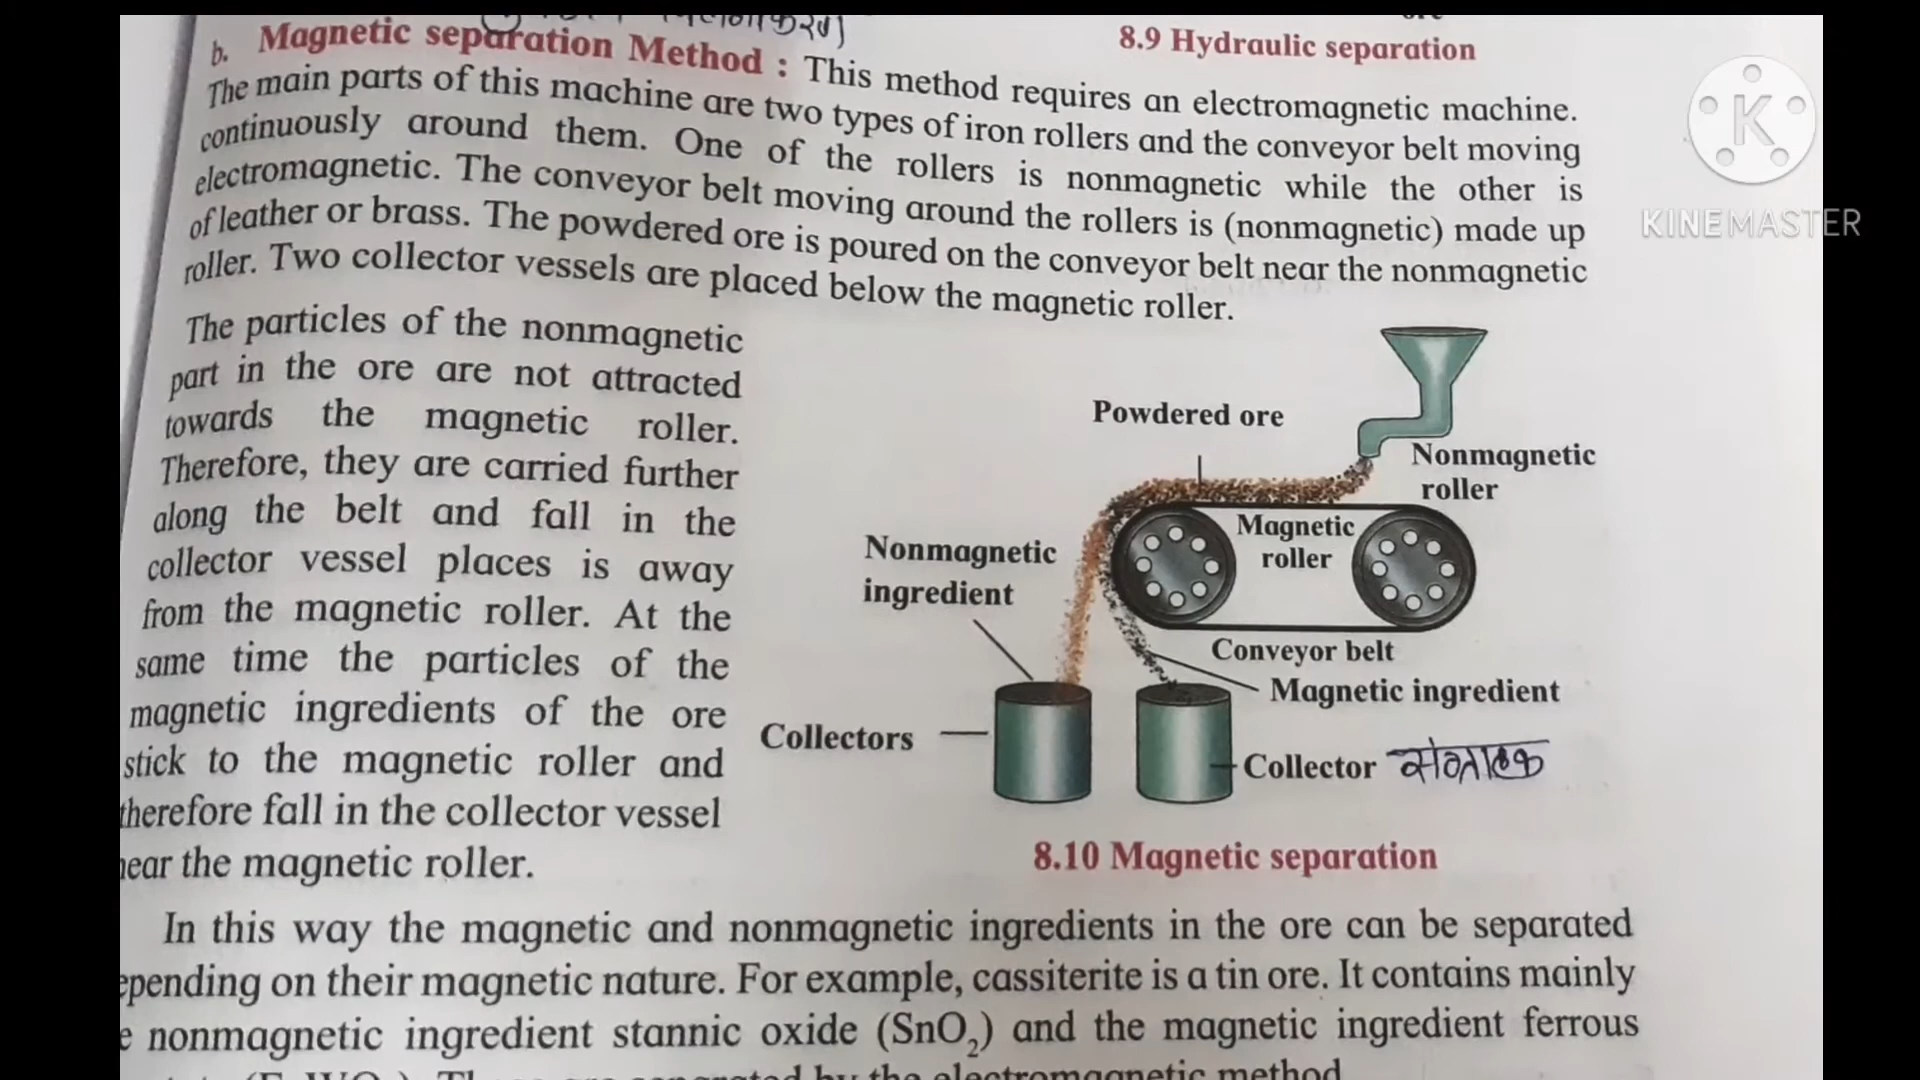 8.9 Hydraulic separation
b. Magnetic separation Method : This method requires an electromagnetic machine.
The main parts of this machine are two types of iron rollers and the conveyor belt moving
continuously around them. One of the rollers is nonmagnetic while the other is
electromagnetic. The conveyor belt moving around the rollers is (nonmagnetic) made up
of leather or brass. The powdered ore is poured on the conveyor belt near the nonmagnetic
roller. Two collector vessels are placed below the magnetic roller.
The particles of the nonmagnetic
part in the ore are not attracted
towards the magnetic roller.
Therefore, they are carried further
along the belt and fall in the
collector vessel places is away
from the magnetic roller. At the
same time the particles of the
magnetic ingredients of the ore
stick to the magnetic roller and
therefore fall in the collector vessel
near the magnetic roller.
Powdered ore
Nonmagnetic
roller
Magnetic
roller
Nonmagnetic
ingredient
Conveyor belt
Magnetic ingredient
Collectors
Collector
8.10 Magnetic separation
In this way the magnetic and nonmagnetic ingredients in the ore can be separated
epending on their magnetic nature. For example, cassiterite is a tin ore. It contains mainly
e nonmagnetic ingredient stannic oxide (SnO₂) and the magnetic ingredient ferrous
by the electromagnetic method.
K
KINEMASTER